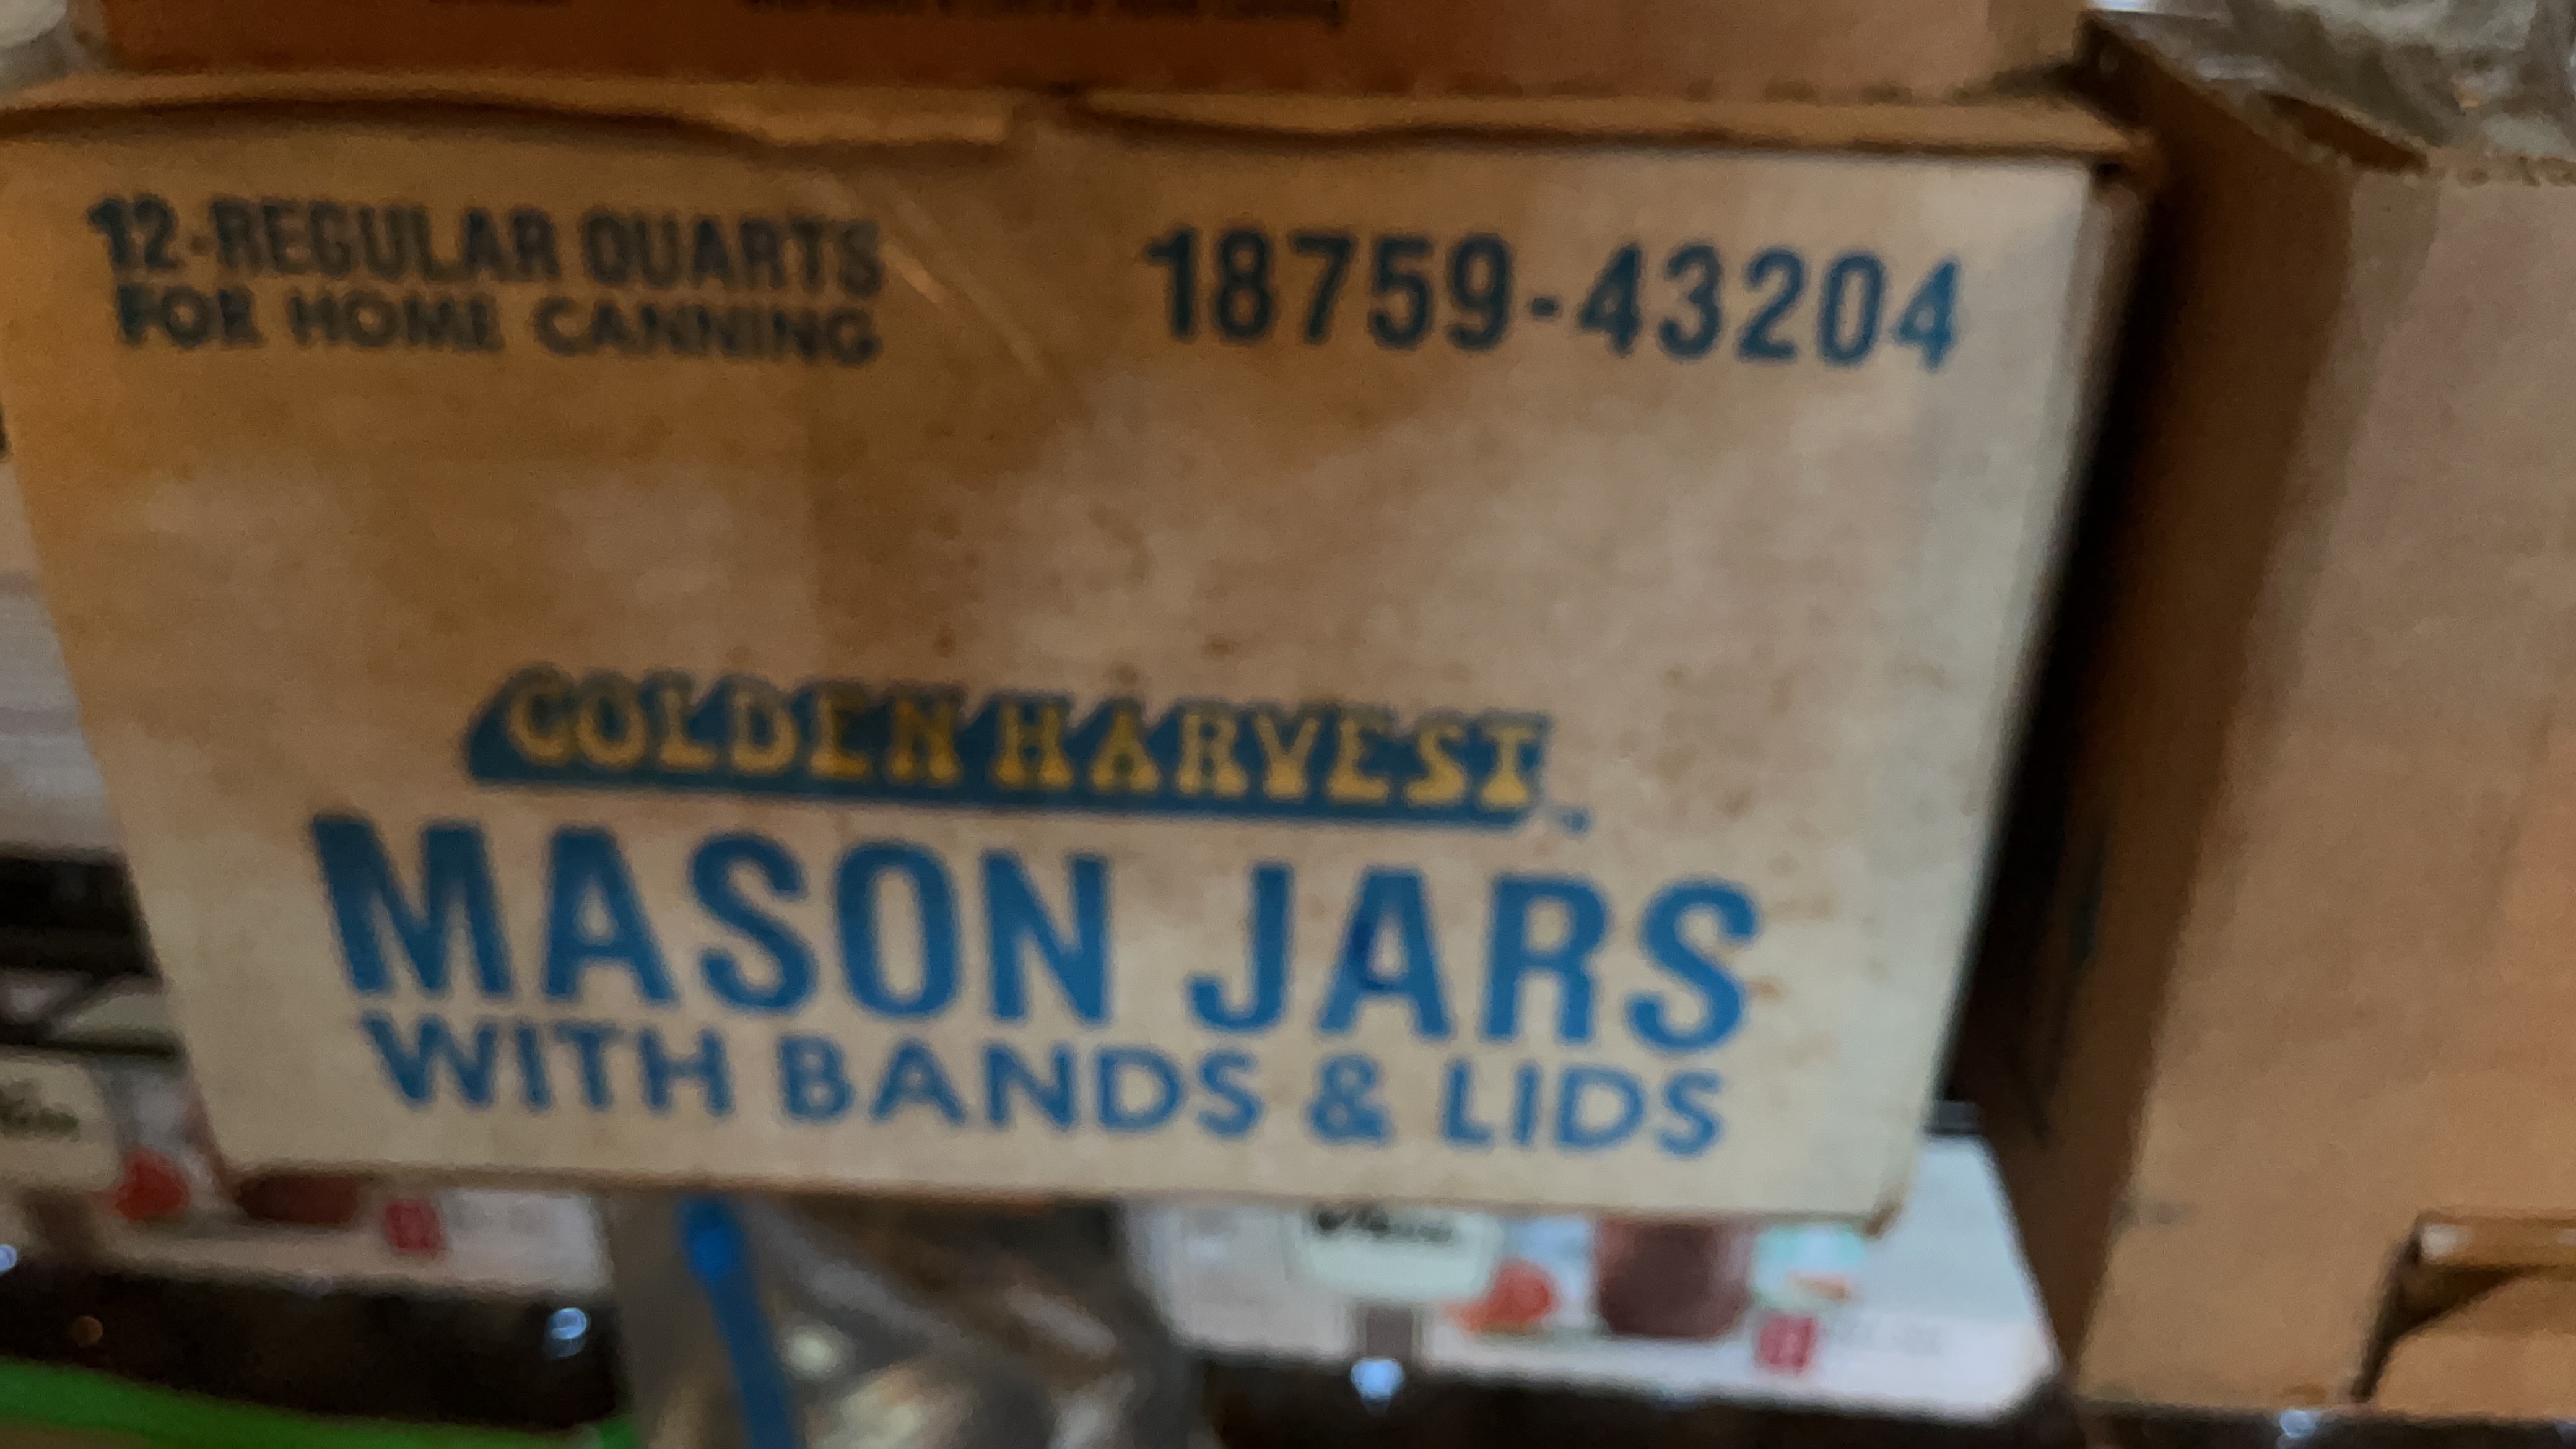 12-REGULAR QUARTS
FOR HOME CANNING
18759-43204
GOLDEN HARVEST
MASON JARS
WITH BANDS & LIDS